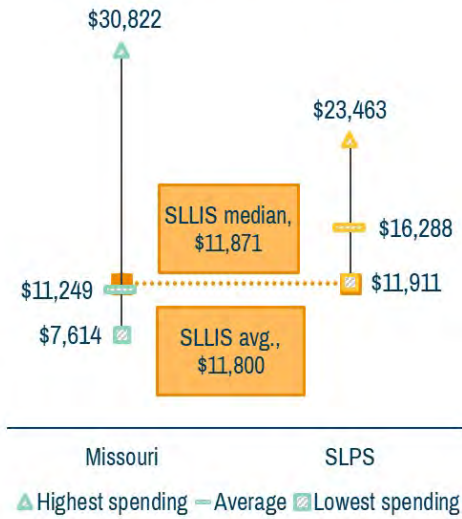 $30,822
$23,463
SLLIS median,
$11,871
$16,288
$11,249
$11,911
$7,614
SLLIS avg.,
$11,800
Missouri
SLPS
Highest spending
Average
Lowest spending